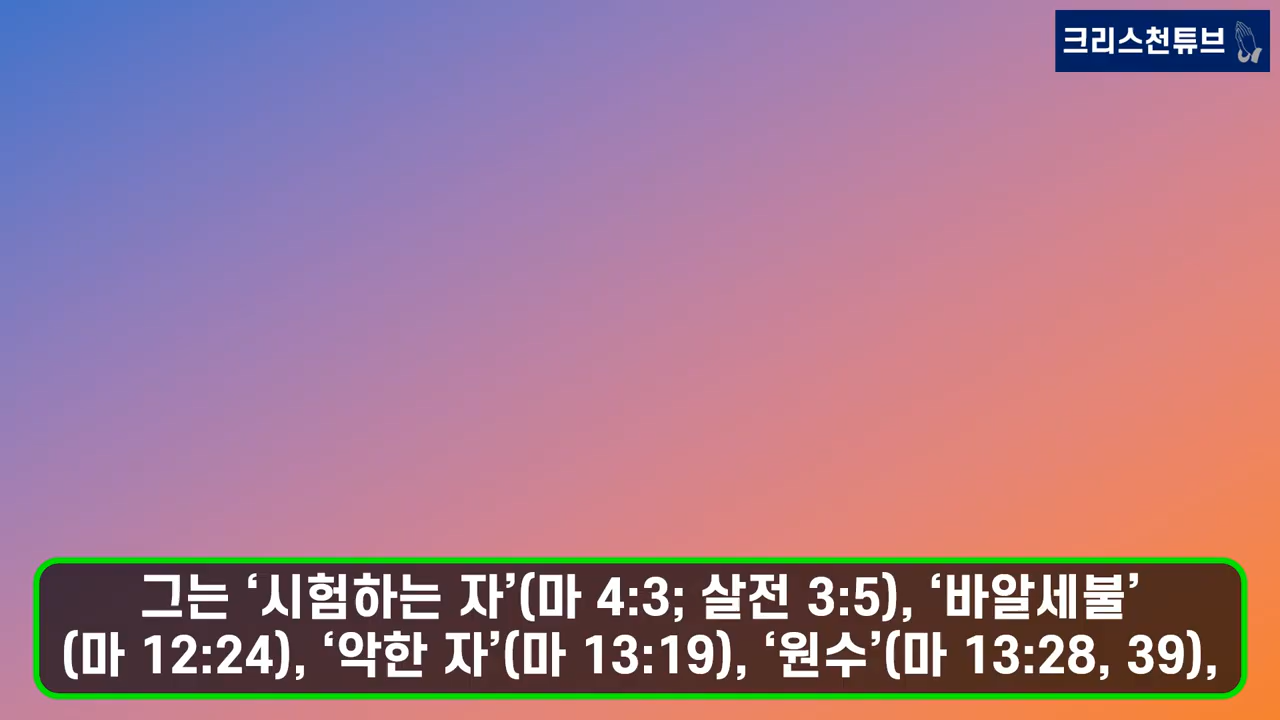 크리스천튜브
그는 ‘시험하는 자’(마 4:3; 살전 3:5), ‘바알세불’
(마 12:24), ‘악한 자’(마 13:19), ‘원수’(마 13:28, 39),